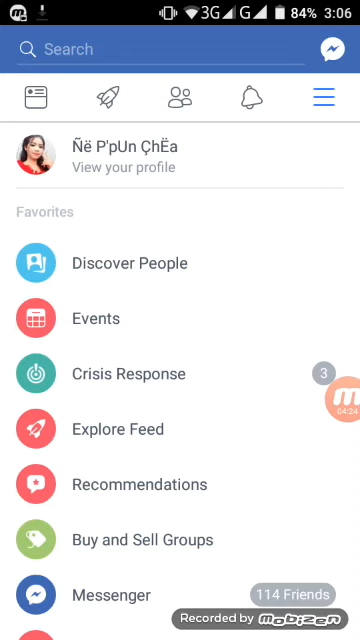 3G G 84% 3:06
Search
Ñë P'pUn ÇhËa
View your profile
Favorites
Discover People
Events
Crisis Response 3
04:24
Explore Feed
Recommendations
Buy and Sell Groups
Messenger 114 Friends
Recorded by mobizen